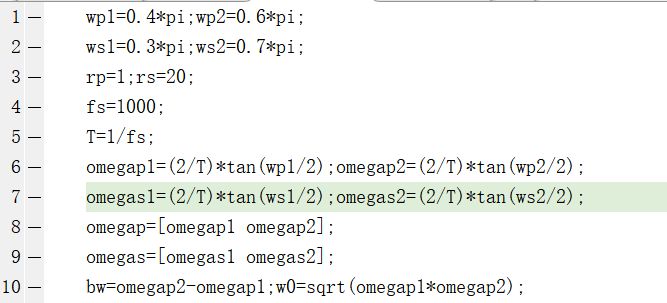 1 — wp1=0.4*pi;wp2=0.6*pi;
2 — ws1=0.3*pi;ws2=0.7*pi;
3 — rp=1;rs=20;
4 — fs=1000;
5 — T=1/fs;
6 — omegap1=(2/T)*tan(wp1/2);omegap2=(2/T)*tan(wp2/2);
7 — omegas1=(2/T)*tan(ws1/2);omegas2=(2/T)*tan(ws2/2);
8 — omegap=[omegap1 omegap2];
9 — omegas=[omegas1 omegas2];
10 — bw=omegap2-omegap1;w0=sqrt(omegap1*omegap2);